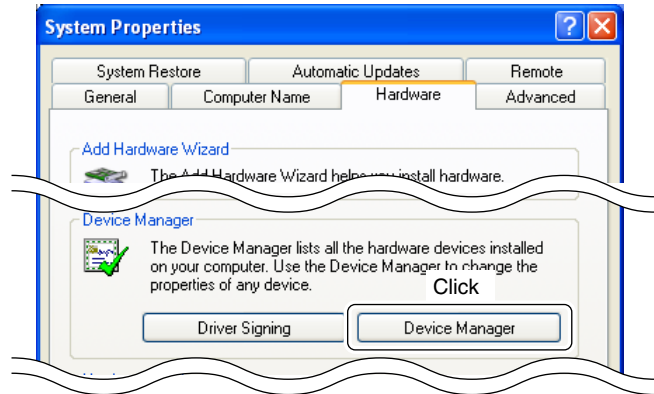 System Properties
System Restore Automatic Updates Remote
General Computer Name Hardware Advanced
Add Hardware Wizard
The Add Hardware Wizard helps you install hardware.
Device Manager
The Device Manager lists all the hardware devices installed
on your computer. Use the Device Manager to change the
properties of any device.
Click
Driver Signing Device Manager